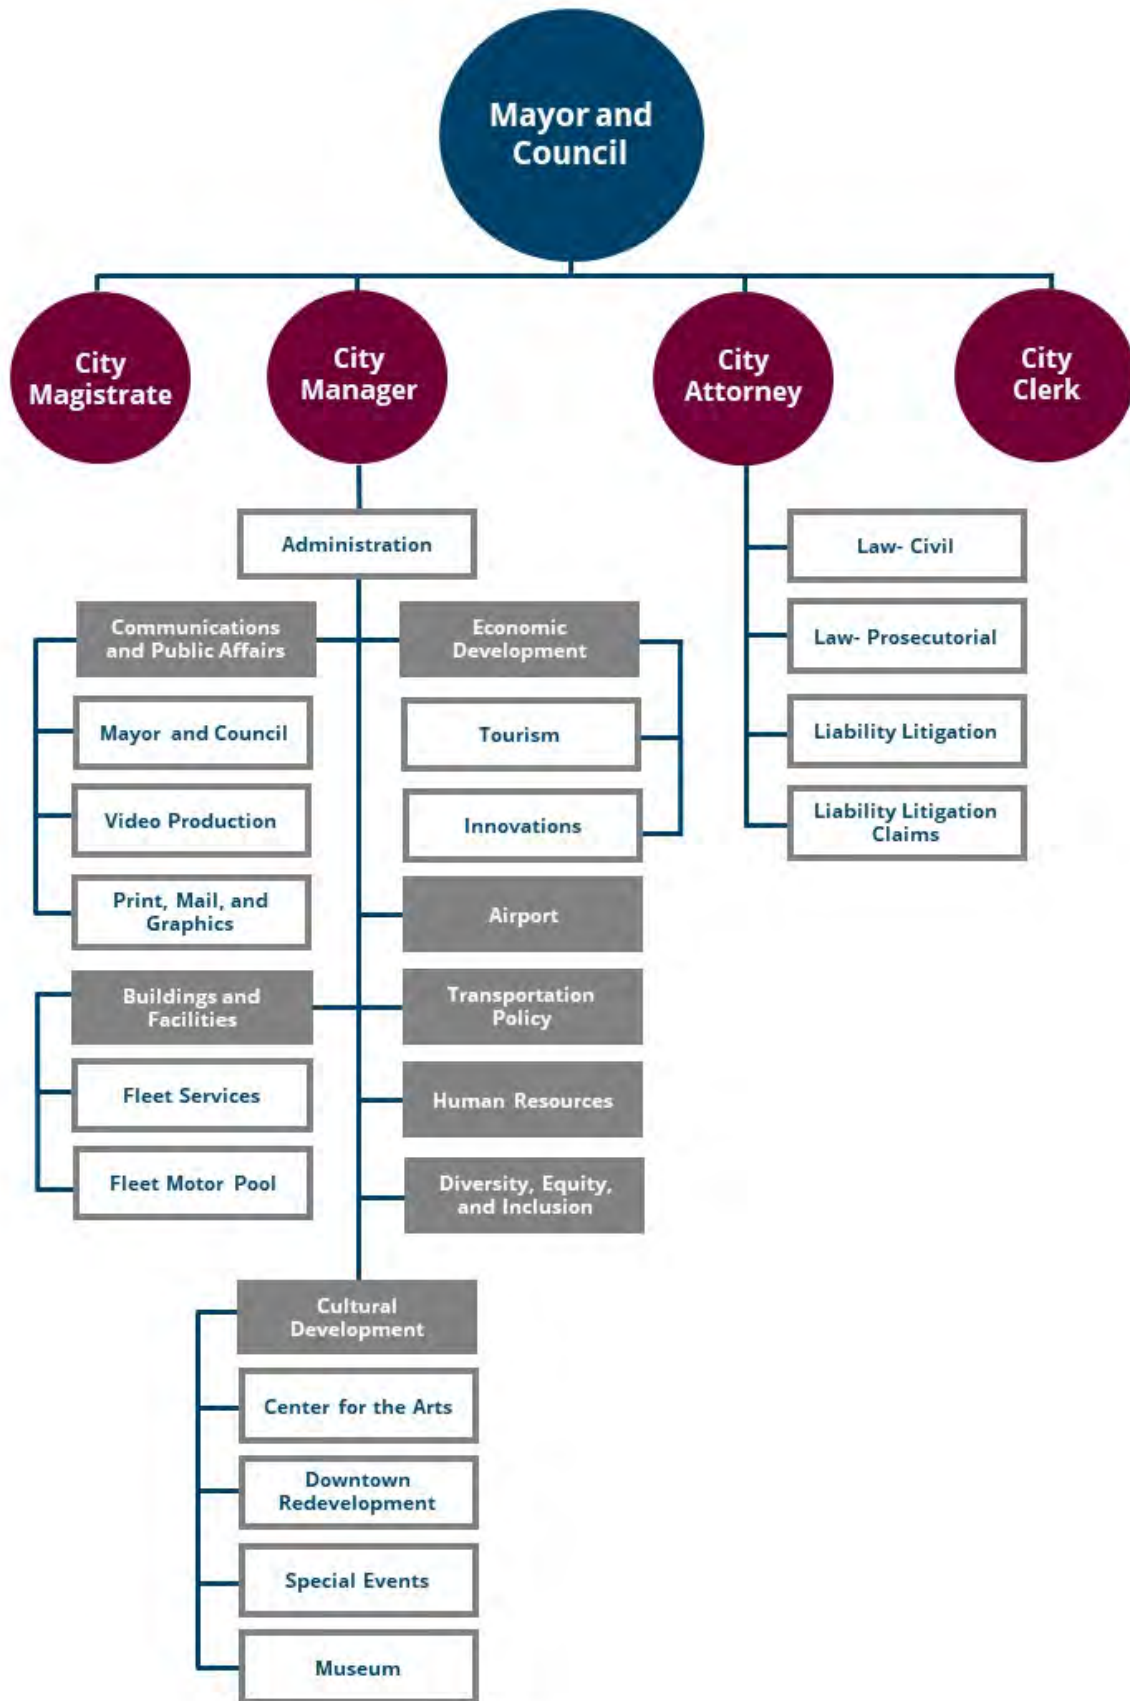 Mayor and
Council
City
Magistrate
City
Manager
City
Attorney
City
Clerk
Administration
Communications
and Public Affairs
Mayor and Council
Video Production
Print, Mail, and
Graphics
Buildings and
Facilities
Fleet Services
Fleet Motor Pool
Economic
Development
Tourism
Innovations
Airport
Transportation
Policy
Human Resources
Diversity, Equity,
and Inclusion
Cultural
Development
Center for the Arts
Downtown
Redevelopment
Special Events
Museum
Law- Civil
Law- Prosecutorial
Liability Litigation
Liability Litigation
Claims